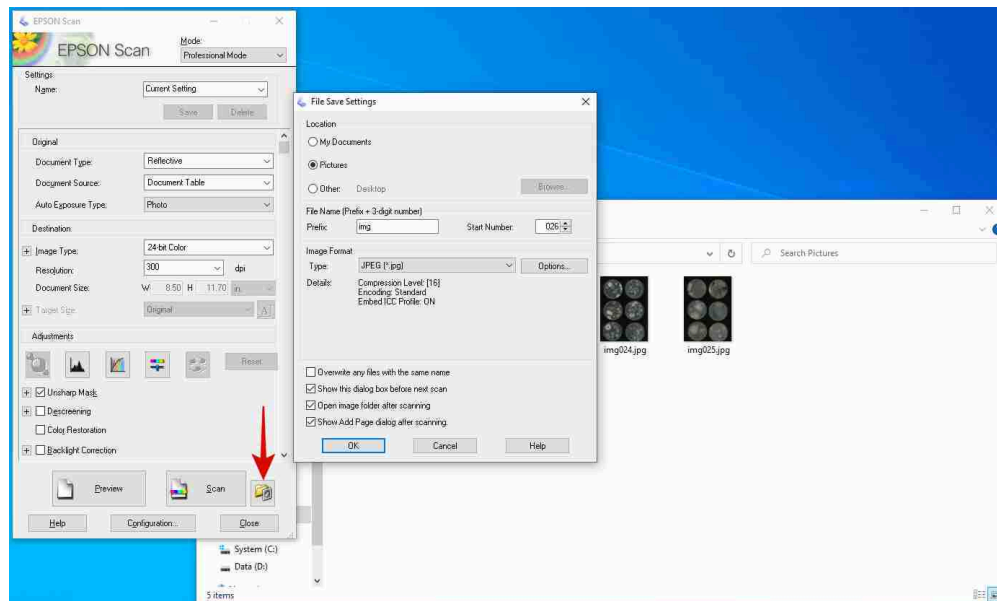 EPSON Scan
EPSON Scan
Mode:
Professional Mode
Settings
Name:
Current Setting
Save
Delete
Original
Document Type:
Reflective
Document Source:
Document Table
Auto Exposure Type:
Photo
Destination
Image Type:
24-bit Color
Resolution:
300
dpi
Document Size:
W 8.50 H 11.70 in.
Target Size:
Original
Adjustments
Reset
Unsharp Mask
Descreening
Color Restoration
Backlight Correction
Preview
Scan
Help
Configuration...
Close
File Save Settings
Location
My Documents
Pictures
Other:
Desktop
Browse...
File Name (Prefix + 3-digit number)
Prefix:
img
Start Number:
026
Image Format
Type:
JPEG (*.jpg)
Options...
Details:
Compression Level: [16]
Encoding: Standard
Embed ICC Profile: ON
Overwrite any files with the same name
Show this dialog box before next scan
Open image folder after scanning
Show Add Page dialog after scanning.
OK
Cancel
Help
Search Pictures
img024.jpg
img025.jpg
System (C:)
Data (D:)
5 items